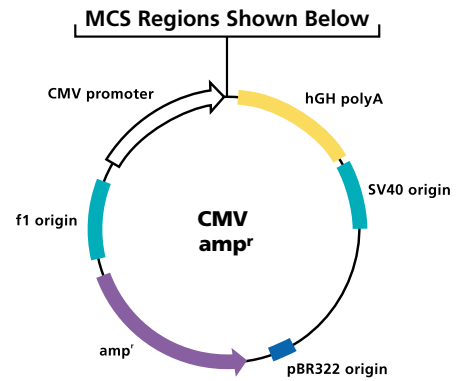 MCS Regions Shown Below
CMV promoter
hGH polyA
SV40 origin
f1 origin
CMV
ampʳ
ampʳ
pBR322 origin